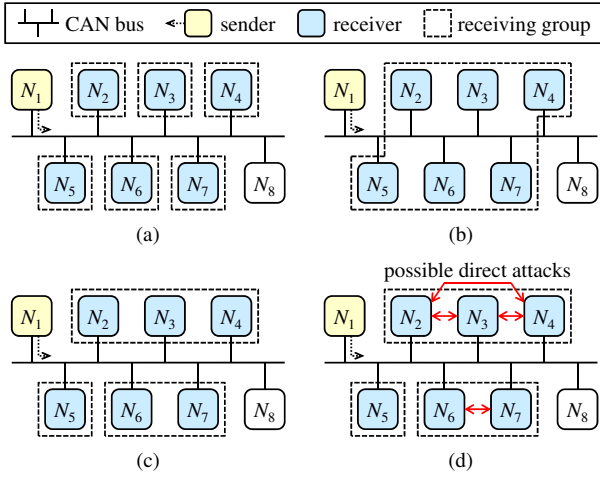 CAN bus sender receiver receiving group
N1 N2 N3 N4 N1 N2 N3 N4
N5 N6 N7 N8 N5 N6 N7 N8
(a) (b)
possible direct attacks
N1 N2 N3 N4 N1 N2 N3 N4
N5 N6 N7 N8 N5 N6 N7 N8
(c) (d)